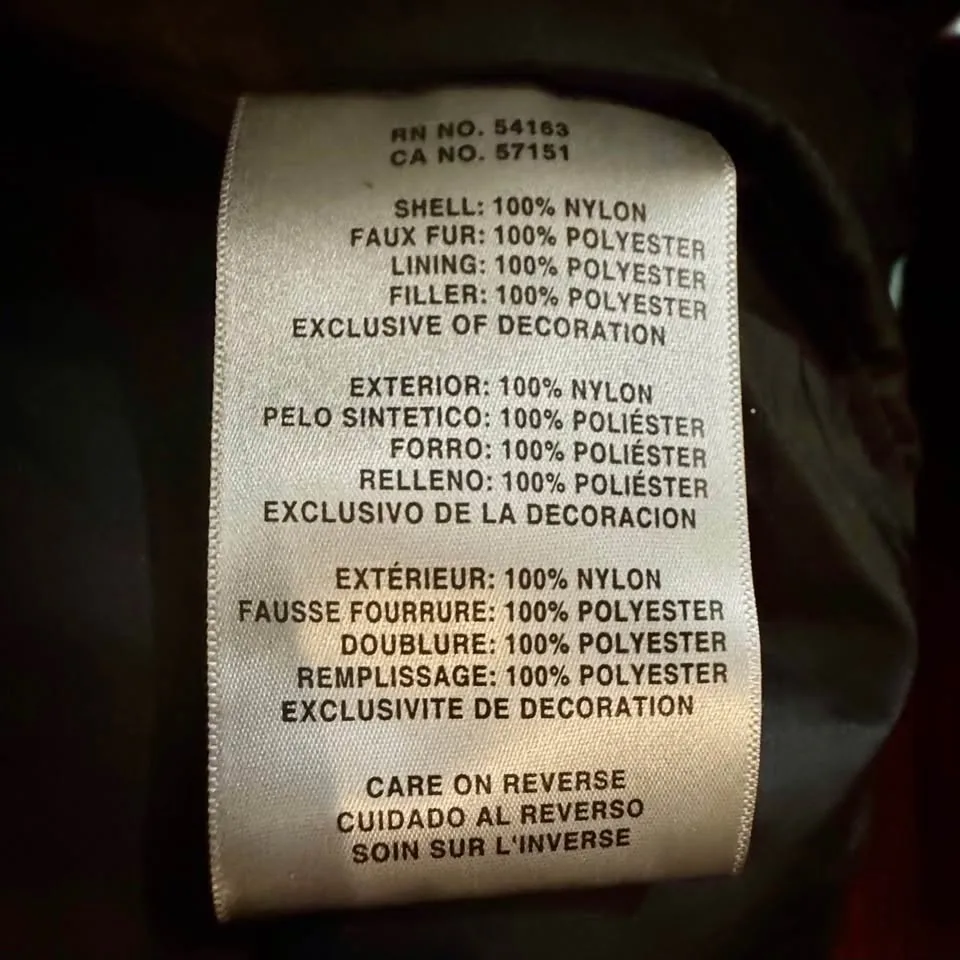 RN NO. 54163
CA NO. 57151
SHELL: 100% NYLON
FAUX FUR: 100% POLYESTER
LINING: 100% POLYESTER
FILLER: 100% POLYESTER
EXCLUSIVE OF DECORATION
EXTERIOR: 100% NYLON
PELO SINTETICO: 100% POLIÉSTER
FORRO: 100% POLIÉSTER
RELLENO: 100% POLIÉSTER
EXCLUSIVO DE LA DECORACION
EXTÉRIEUR: 100% NYLON
FAUSSE FOURRURE: 100% POLYESTER
DOUBLURE: 100% POLYESTER
REMPLISSAGE: 100% POLYESTER
EXCLUSIVITE DE DECORATION
CARE ON REVERSE
CUIDADO AL REVERSO
SOIN SUR L'INVERSE